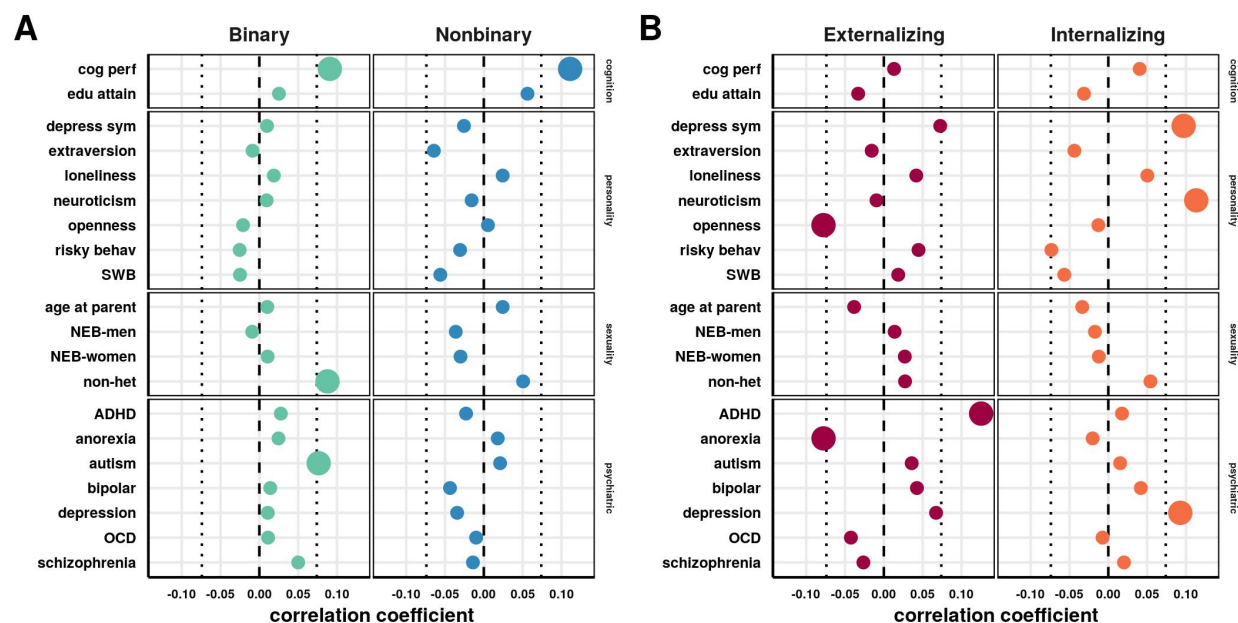 A
Binary
Nonbinary
cog perf
edu attain
cognition
depress sym
extraversion
loneliness
neuroticism
openness
risky behav
SWB
personality
age at parent
NEB-men
NEB-women
non-het
sexuality
ADHD
anorexia
autism
bipolar
depression
OCD
schizophrenia
psychiatric
-0.10 -0.05 0.00 0.05 0.10 -0.10 -0.05 0.00 0.05 0.10
correlation coefficient
B
Externalizing
Internalizing
cog perf
edu attain
cognition
depress sym
extraversion
loneliness
neuroticism
openness
risky behav
SWB
personality
age at parent
NEB-men
NEB-women
non-het
sexuality
ADHD
anorexia
autism
bipolar
depression
OCD
schizophrenia
psychiatric
-0.10 -0.05 0.00 0.05 0.10 -0.10 -0.05 0.00 0.05 0.10
correlation coefficient